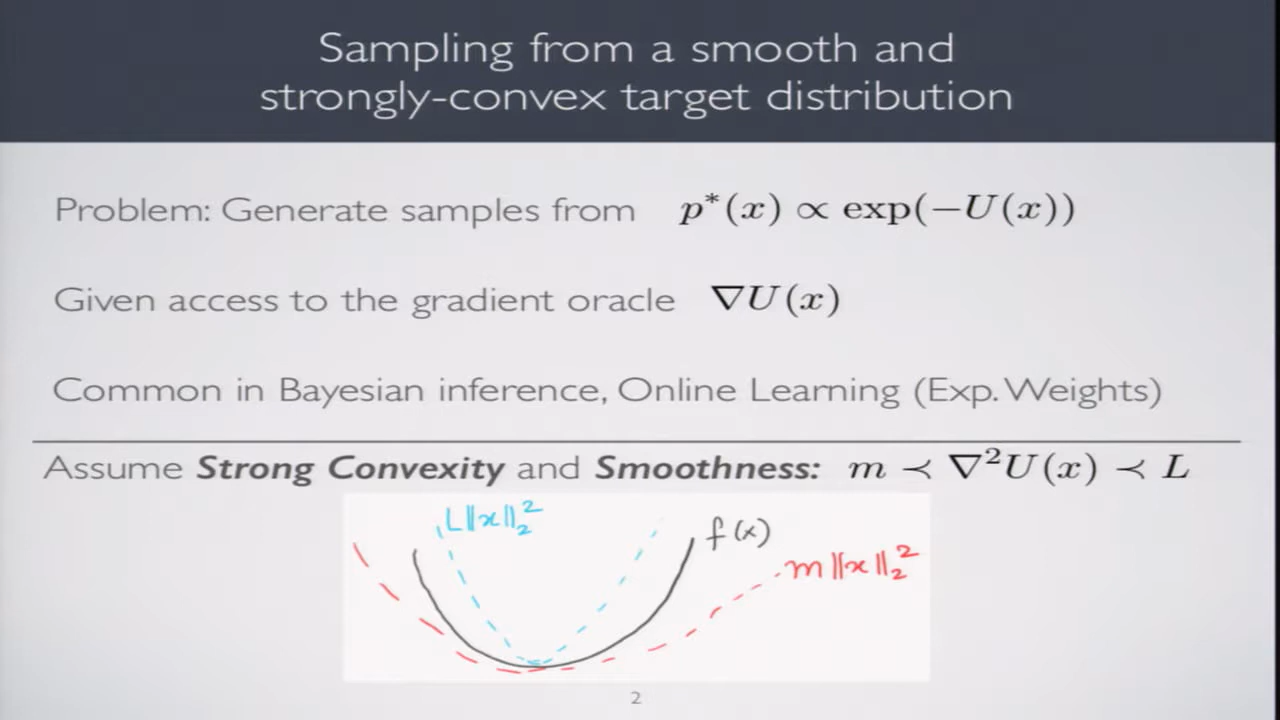 Sampling from a smooth and
strongly-convex target distribution
Problem: Generate samples from p*(x) ∝ exp(−U(x))
Given access to the gradient oracle ∇U(x)
Common in Bayesian inference, Online Learning (Exp. Weights)
Assume Strong Convexity and Smoothness: m ≺ ∇²U(x) ≺ L
L‖x‖₂²
f(x)
m‖x‖₂²
2